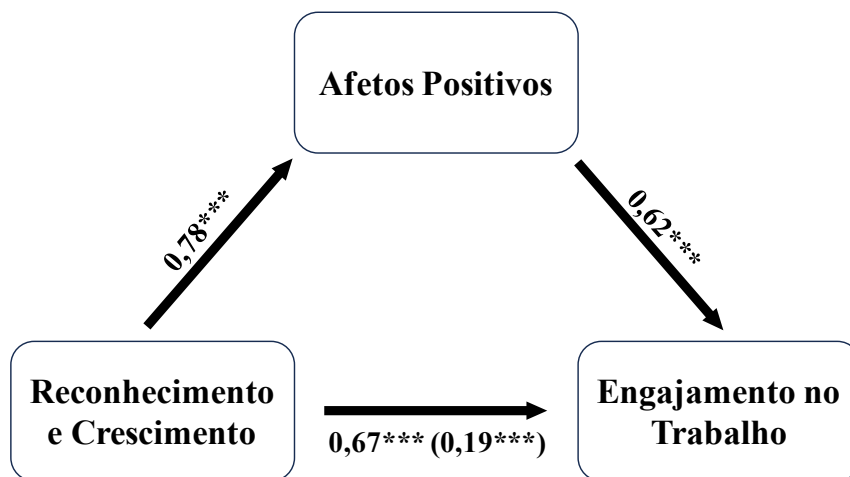 Afetos Positivos
0,78***
0,62***
Reconhecimento
e Crescimento
0,67*** (0,19***)
Engajamento no
Trabalho